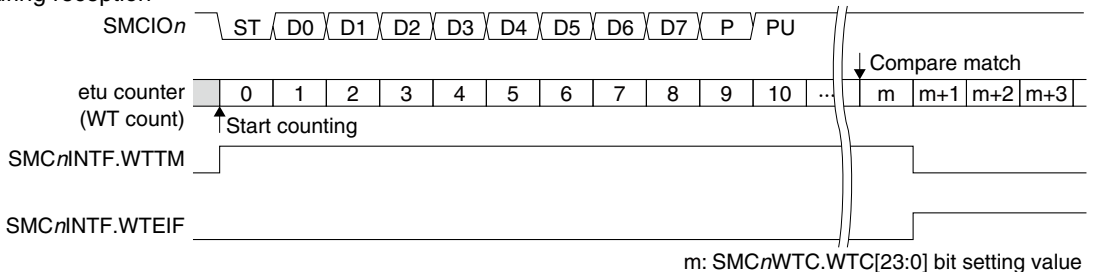 during reception
SMCIOn ST D0 D1 D2 D3 D4 D5 D6 D7 P PU
Compare match
etu counter 0 1 2 3 4 5 6 7 8 9 10 ... m m+1 m+2 m+3
(WT count) Start counting
SMCnINTF.WTTM
SMCnINTF.WTEIF
m: SMCnWTC.WTC[23:0] bit setting value